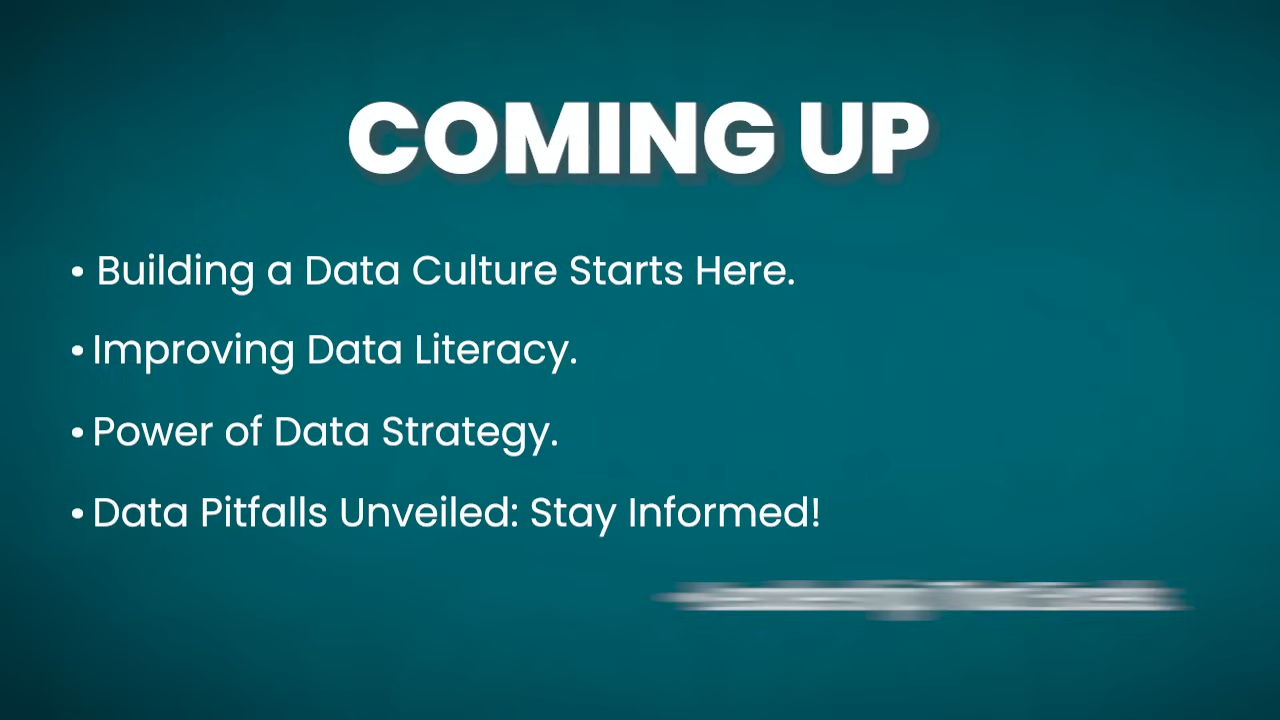 COMING UP
• Building a Data Culture Starts Here.
• Improving Data Literacy.
• Power of Data Strategy.
• Data Pitfalls Unveiled: Stay Informed!